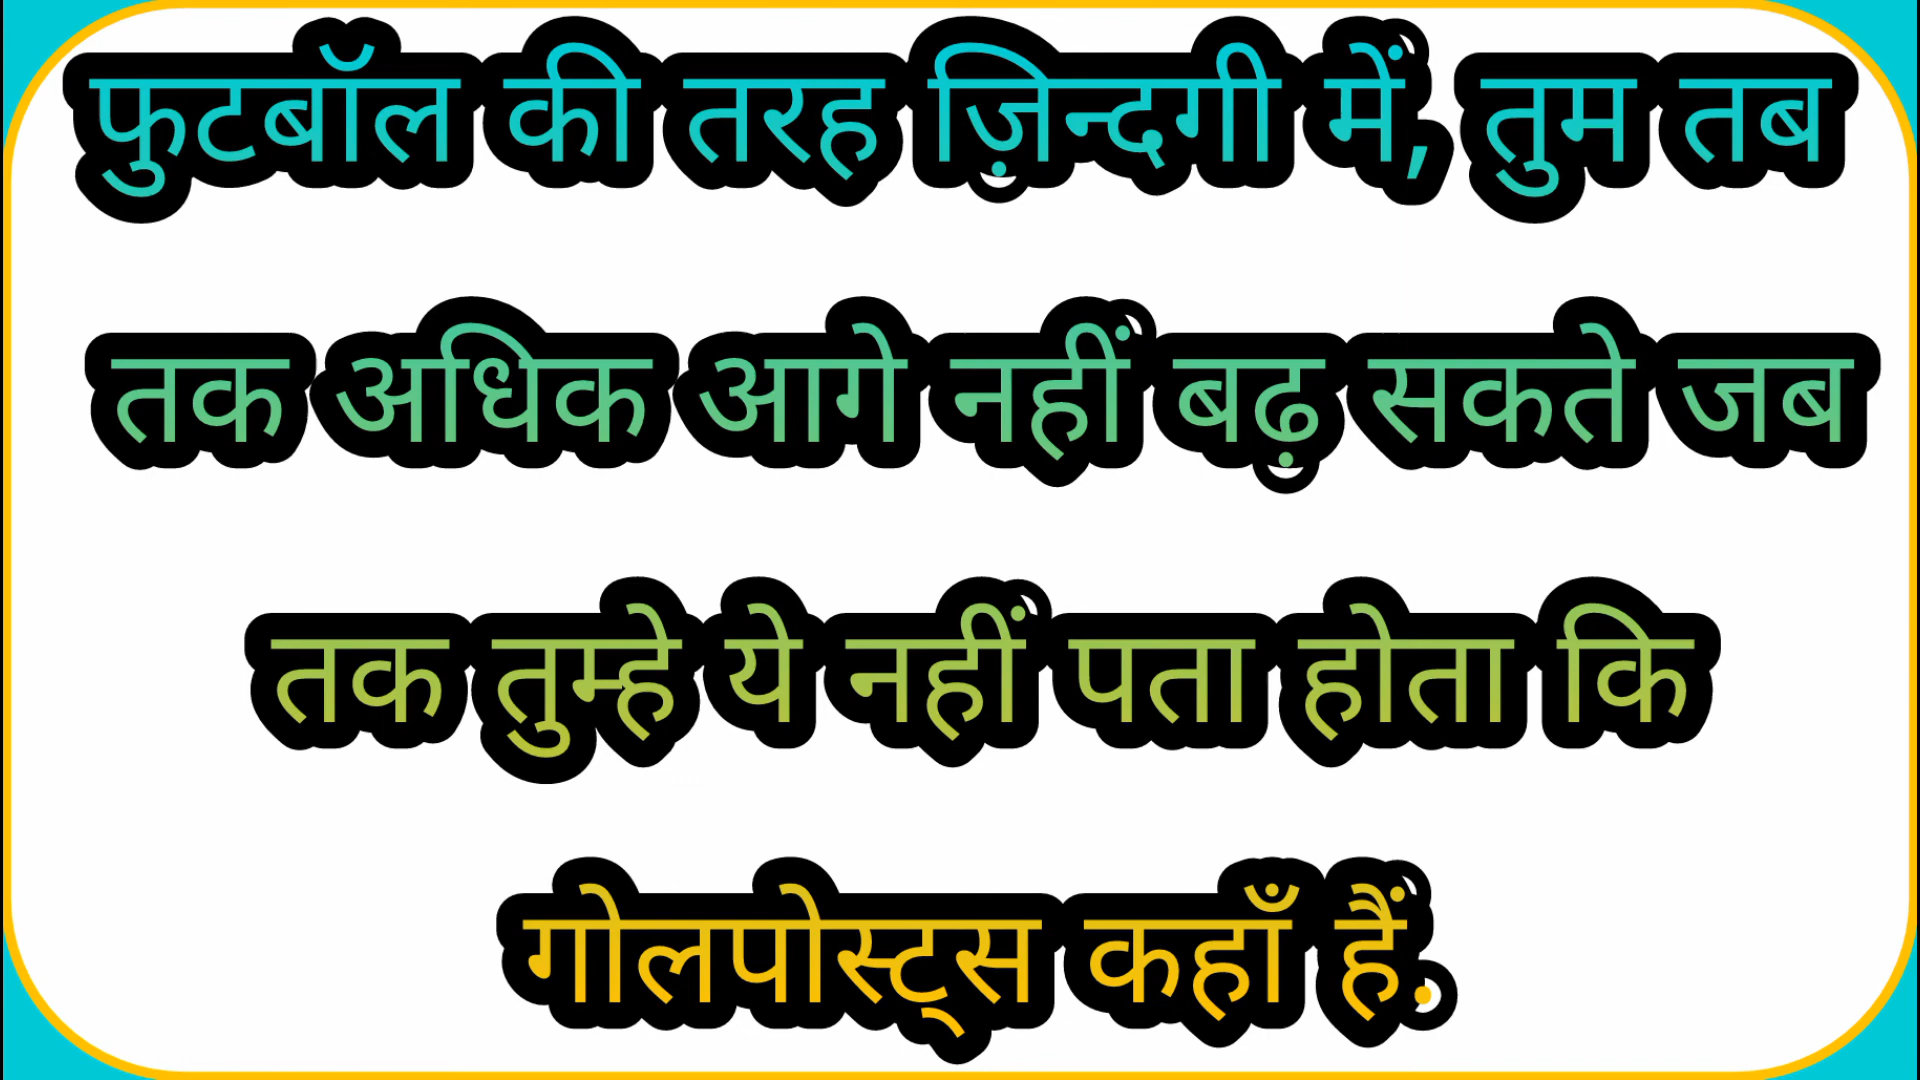 फुटबॉल की तरह ज़िन्दगी में, तुम तब
तक अधिक आगे नहीं बढ़ सकते जब
तक तुम्हे ये नहीं पता होता कि
गोलपोस्ट्स कहाँ हैं.